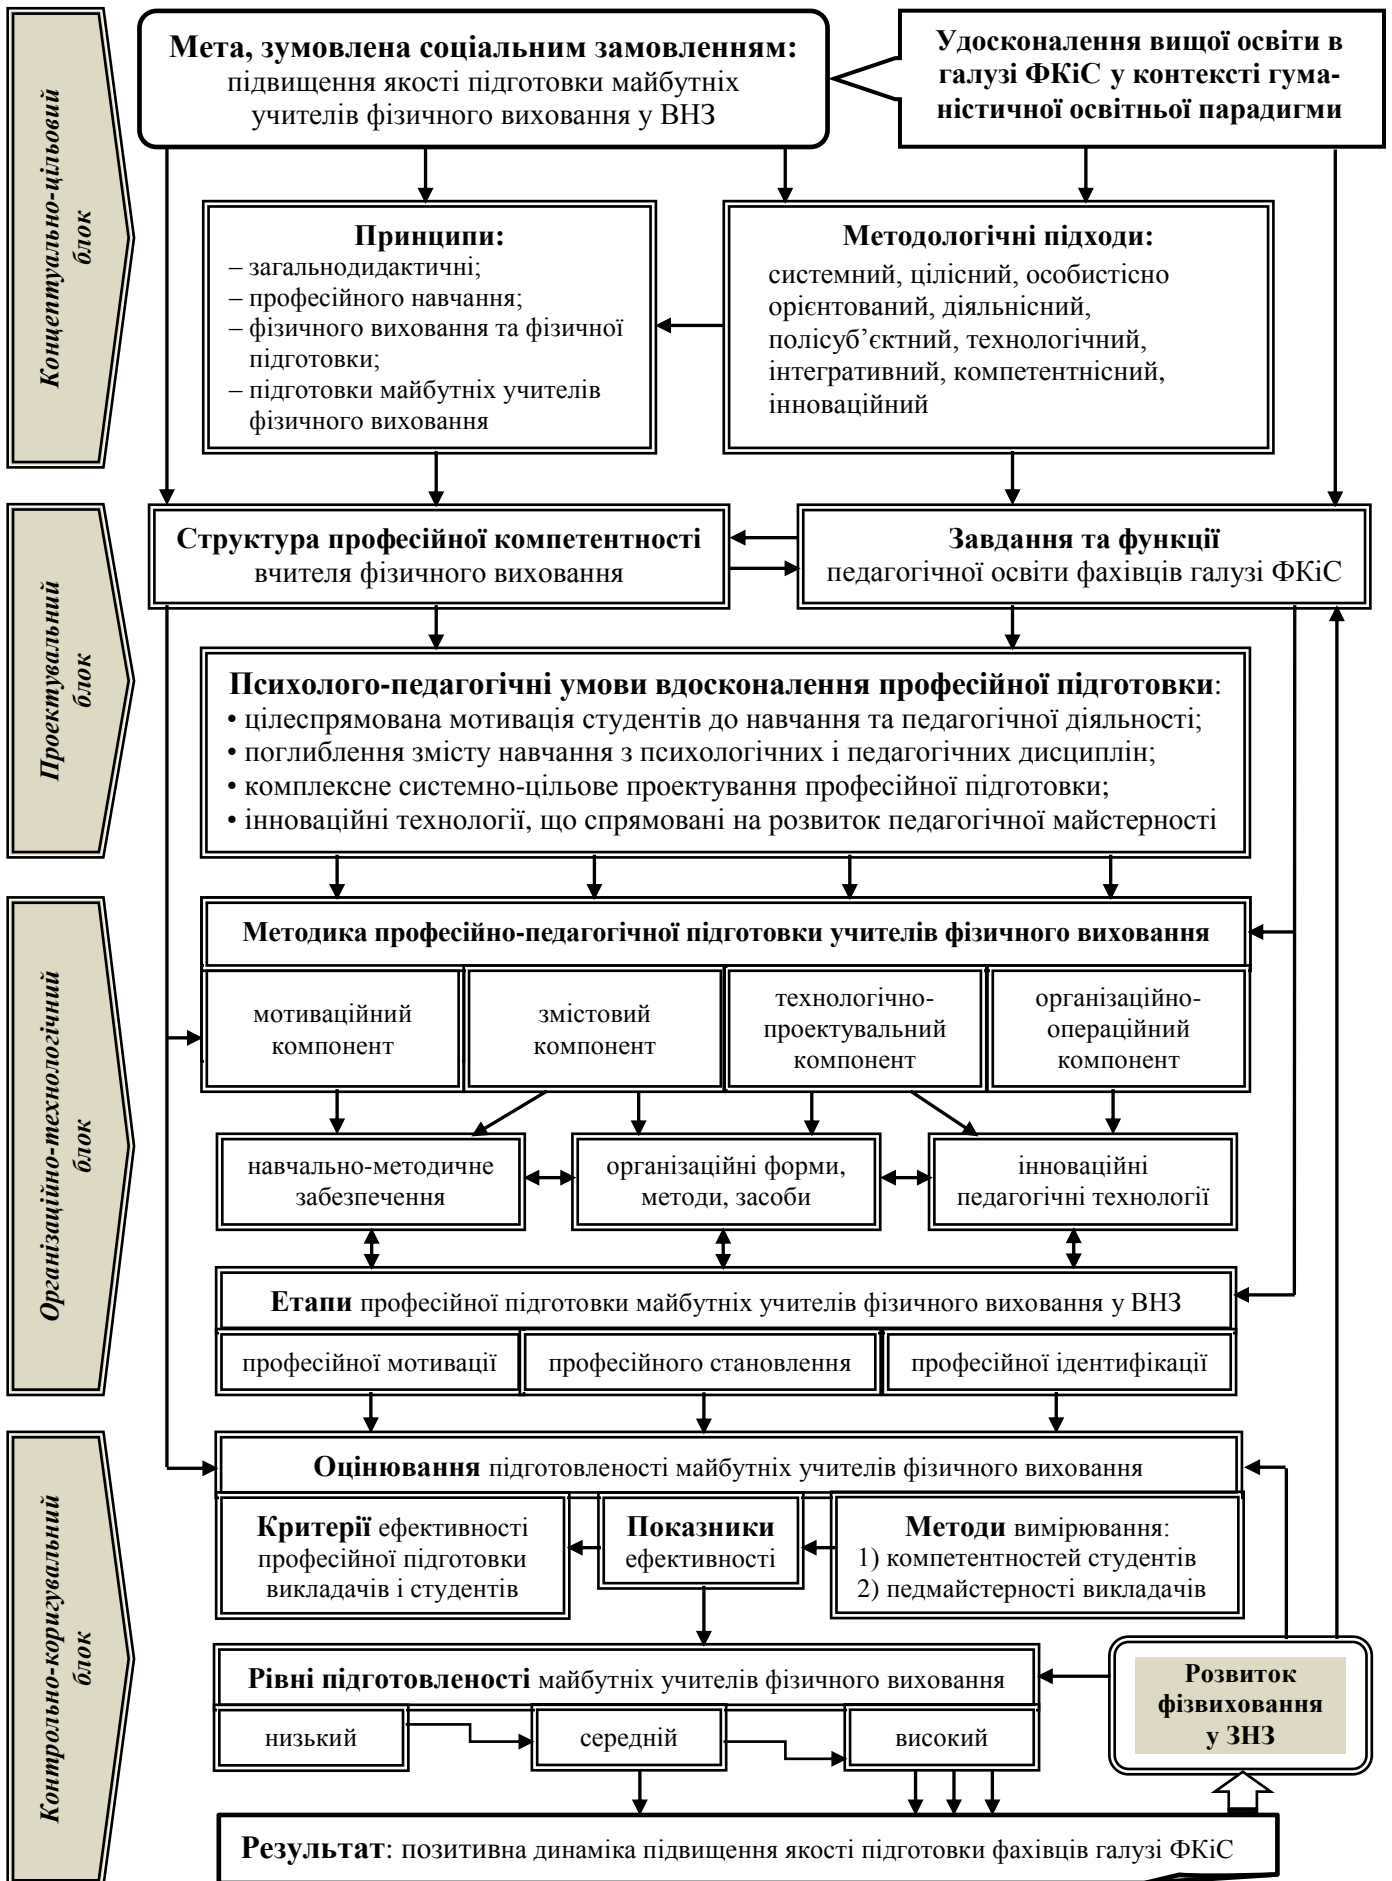 Концептуально-цільовий
блок
Мета, зумовлена соціальним замовленням:
підвищення якості підготовки майбутніх
учителів фізичного виховання у ВНЗ
Удосконалення вищої освіти в
галузі ФКіС у контексті гума-
ністичної освітньої парадигми
Принципи:
– загальнодидактичні;
– професійного навчання;
– фізичного виховання та фізичної
підготовки;
– підготовки майбутніх учителів
фізичного виховання
Методологічні підходи:
системний, цілісний, особистісно
орієнтований, діяльнісний,
полісуб’єктний, технологічний,
інтегративний, компетентнісний,
інноваційний
Проектувальний
блок
Структура професійної компетентності
вчителя фізичного виховання
Завдання та функції
педагогічної освіти фахівців галузі ФКіС
Психолого-педагогічні умови вдосконалення професійної підготовки:
• цілеспрямована мотивація студентів до навчання та педагогічної діяльності;
• поглиблення змісту навчання з психологічних і педагогічних дисциплін;
• комплексне системно-цільове проектування професійної підготовки;
• інноваційні технології, що спрямовані на розвиток педагогічної майстерності
Організаційно-технологічний
блок
Методика професійно-педагогічної підготовки учителів фізичного виховання
мотиваційний
компонент
змістовий
компонент
технологічно-
проектувальний
компонент
організаційно-
операційний
компонент
навчально-методичне
забезпечення
організаційні форми,
методи, засоби
інноваційні
педагогічні технології
Етапи професійної підготовки майбутніх учителів фізичного виховання у ВНЗ
професійної мотивації
професійного становлення
професійної ідентифікації
Контрольно-коригувальний
блок
Оцінювання підготовленості майбутніх учителів фізичного виховання
Критерії ефективності
професійної підготовки
викладачів і студентів
Показники
ефективності
Методи вимірювання:
1) компетентностей студентів
2) педмайстерності викладачів
Рівні підготовленості майбутніх учителів фізичного виховання
низький
середній
високий
Розвиток
фізвиховання
у ЗНЗ
Результат: позитивна динаміка підвищення якості підготовки фахівців галузі ФКіС